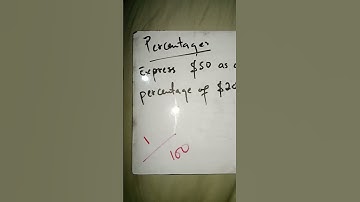 Percentages
Express $50 as a
percentage of
1
100